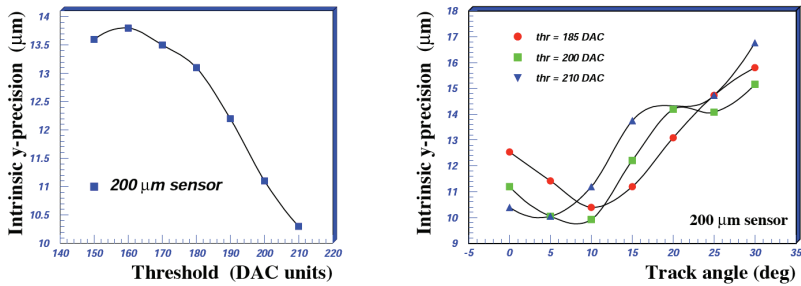 Intrinsic y-precision (µm)
14
13.5
13
12.5
12
11.5
11
10.5
10
200 µm sensor
140 150 160 170 180 190 200 210 220
Threshold (DAC units)
Intrinsic y-precision (µm)
18
17
16
15
14
13
12
11
10
9
thr = 185 DAC
thr = 200 DAC
thr = 210 DAC
200 µm sensor
-5 0 5 10 15 20 25 30 35
Track angle (deg)